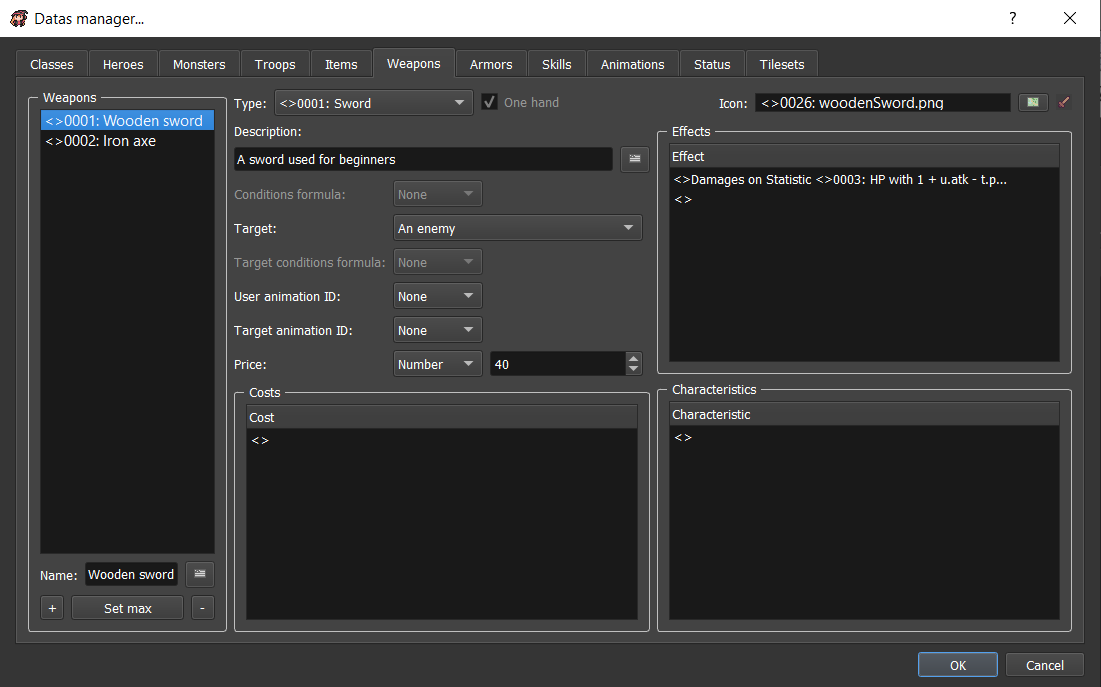 Datas manager...
?
Classes Heroes Monsters Troops Items Weapons Armors Skills Animations Status Tilesets
Weapons
<>0001: Wooden sword
<>0002: Iron axe
Name: Wooden sword
+ Set max -
Type: <>0001: Sword One hand
Icon: <>0026: woodenSword.png
Description:
A sword used for beginners
Conditions formula: None
Target: An enemy
Target conditions formula: None
User animation ID: None
Target animation ID: None
Price: Number 40
Costs
Cost
<>
Effects
Effect
<>Damages on Statistic <>0003: HP with 1 + u.atk - t.p...
<>
Characteristics
Characteristic
<>
OK Cancel